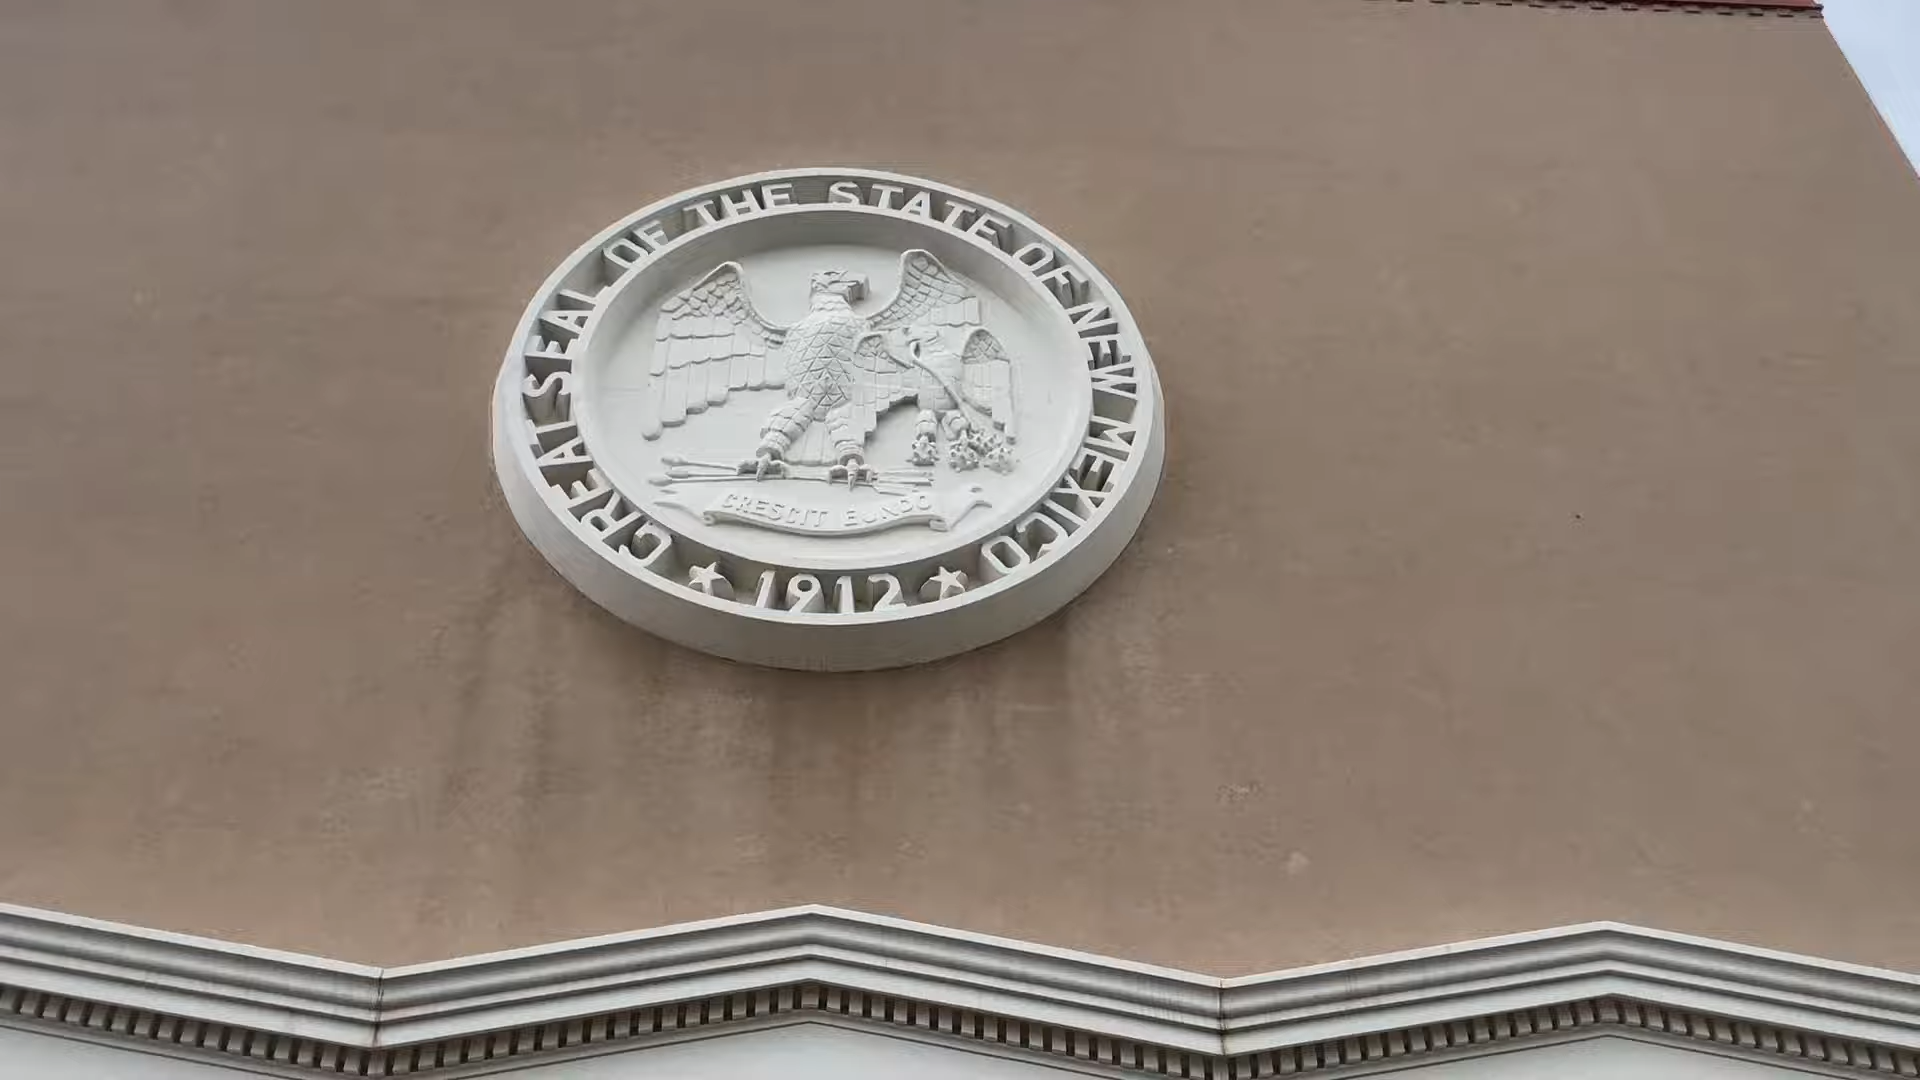 GREAT SEAL OF THE STATE OF NEW MEXICO
CRESCIT EUNDO
★ 1912 ★